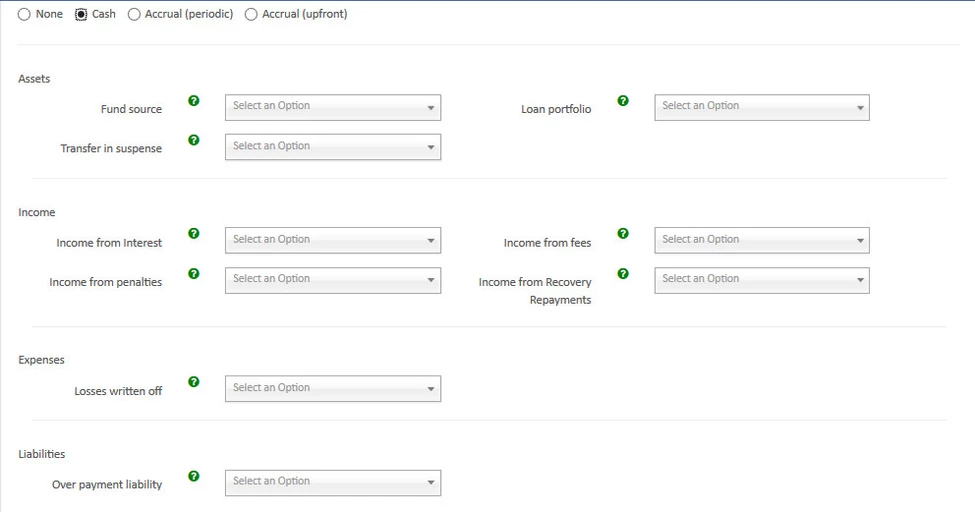 None Cash Accrual (periodic) Accrual (upfront)
Assets
Fund source ? Select an Option Loan portfolio ? Select an Option
Transfer in suspense ? Select an Option
Income
Income from Interest ? Select an Option Income from fees ? Select an Option
Income from penalties ? Select an Option Income from Recovery ? Select an Option
Repayments
Expenses
Losses written off ? Select an Option
Liabilities
Over payment liability ? Select an Option